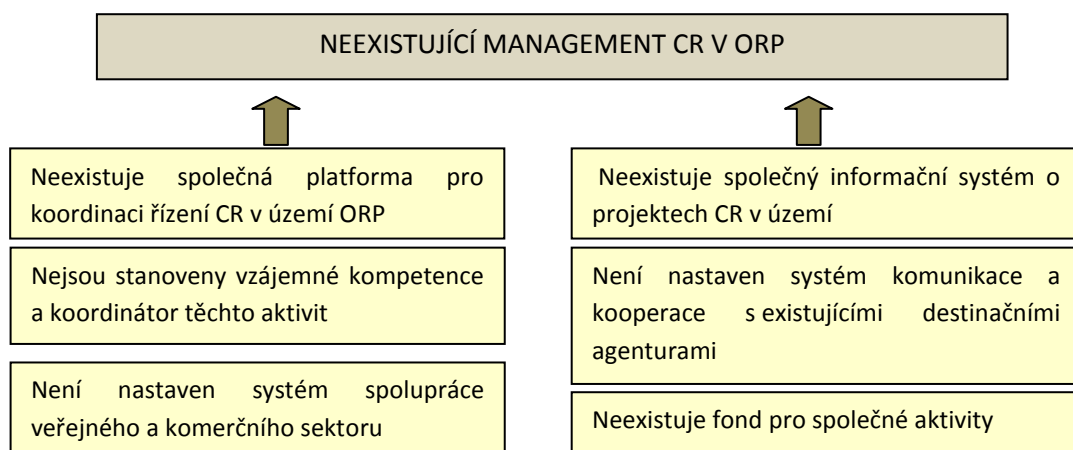 NEEXISTUJÍCÍ MANAGEMENT CR V ORP
Neexistuje společná platforma pro
koordinaci řízení CR v území ORP
Nejsou stanoveny vzájemné kompetence
a koordinátor těchto aktivit
Není nastaven systém spolupráce
veřejného a komerčního sektoru
Neexistuje společný informační systém o
projektech CR v území
Není nastaven systém komunikace a
kooperace s existujícími destinačními
agenturami
Neexistuje fond pro společné aktivity